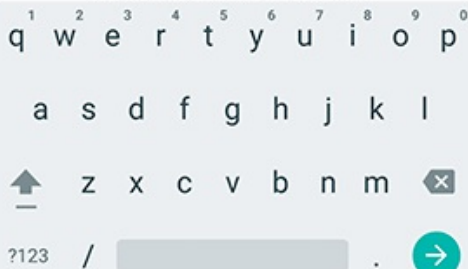 1 2 3 4 5 6 7 8 9 0
q w e r t y u i o p
a s d f g h j k l
z x c v b n m
?123 / .